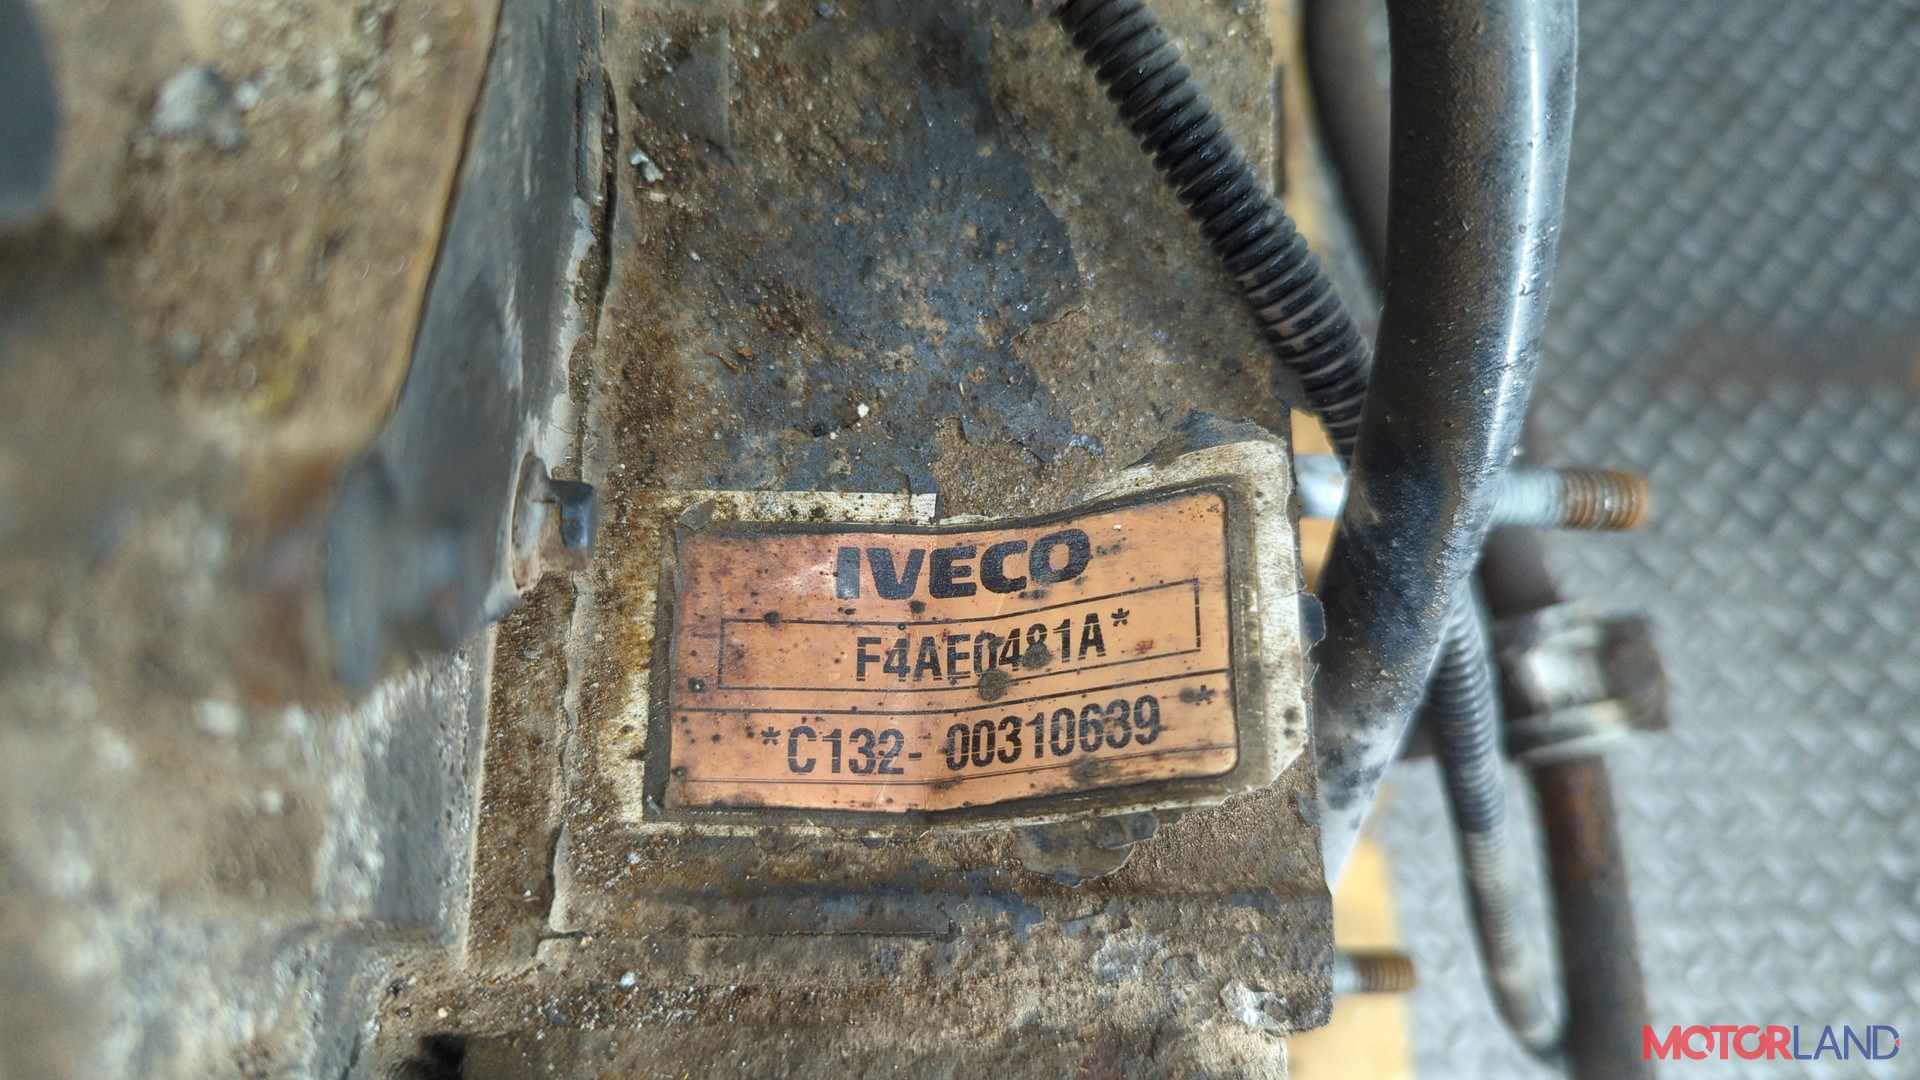 IVECO
F4AE0481A*
*C132- 00310639 *
MOTORLAND